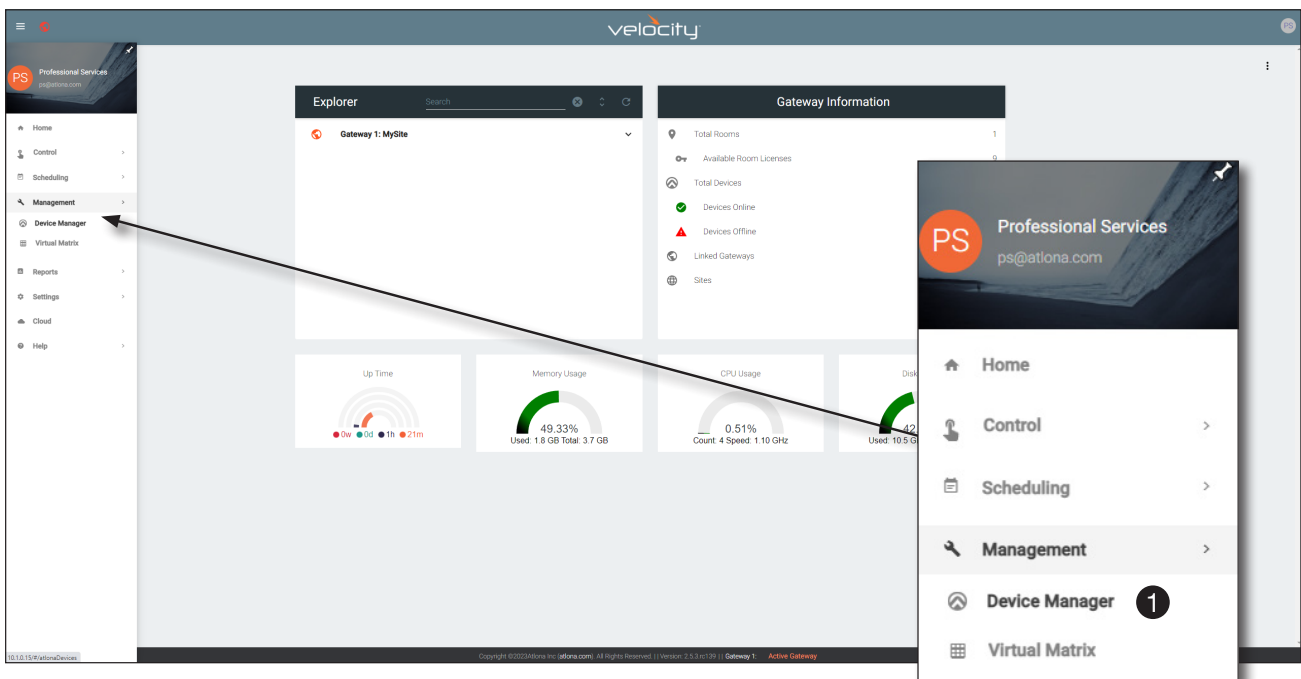 velocity
PS
PS
Professional Services
ps@atlona.com
Home
Control
Scheduling
Management
Device Manager
Virtual Matrix
Reports
Settings
Cloud
Help
Explorer
Search
Gateway 1: MySite
Gateway Information
Total Rooms 1
Available Room Licenses 9
Total Devices
Devices Online
Devices Offline
Linked Gateways
Sites
Up Time
0w 0d 1h 21m
Memory Usage
49.33%
Used: 1.8 GB Total: 3.7 GB
CPU Usage
0.51%
Count: 4 Speed: 1.10 GHz
Disk
42.
Used: 10.5 G
PS
Professional Services
ps@atlona.com
Home
Control
Scheduling
Management
Device Manager 1
Virtual Matrix
10.1.0.15/#/atlonaDevices
Copyright ©2023Atlona Inc (atlona.com). All Rights Reserved. | | Version: 2.5.3.rc139 | | Gateway 1: Active Gateway